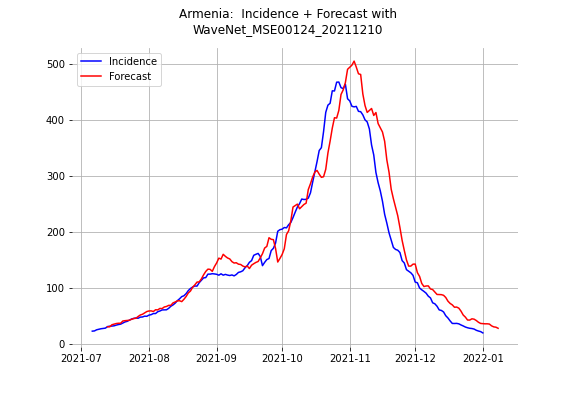 Armenia:  Incidence + Forecast with
WaveNet_MSE00124_20211210
Incidence
Forecast
500
400
300
200
100
0
2021-07 2021-08 2021-09 2021-10 2021-11 2021-12 2022-01